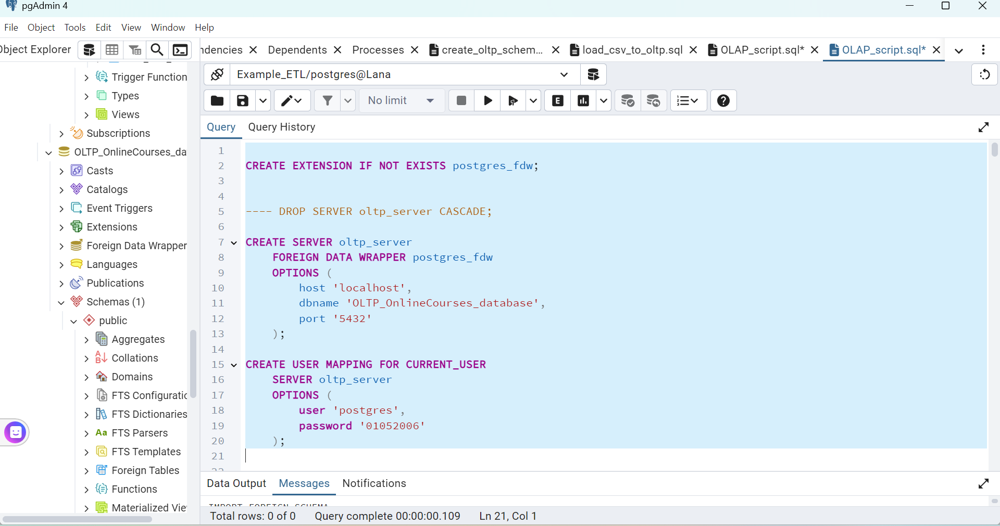 pgAdmin 4
File Object Tools Edit View Window Help
Object Explorer
ndencies Dependents Processes create_oltp_schem... load_csv_to_oltp.sql OLAP_script.sql* OLAP_script.sql*
Example_ETL/postgres@Lana
No limit
Query Query History
Trigger Function
Types
Views
Subscriptions
OLTP_OnlineCourses_da
Casts
Catalogs
Event Triggers
Extensions
Foreign Data Wrapper
Languages
Publications
Schemas (1)
public
Aggregates
Collations
Domains
FTS Configuratio
FTS Dictionaries
Aa FTS Parsers
FTS Templates
Foreign Tables
Functions
Materialized Vie
1
2 CREATE EXTENSION IF NOT EXISTS postgres_fdw;
3
4
5 ---- DROP SERVER oltp_server CASCADE;
6
7 CREATE SERVER oltp_server
8 FOREIGN DATA WRAPPER postgres_fdw
9 OPTIONS (
10 host 'localhost',
11 dbname 'OLTP_OnlineCourses_database',
12 port '5432'
13 );
14
15 CREATE USER MAPPING FOR CURRENT_USER
16 SERVER oltp_server
17 OPTIONS (
18 user 'postgres',
19 password '01052006'
20 );
21
22
Data Output Messages Notifications
IMPORT FOREIGN SCHEMA
Total rows: 0 of 0 Query complete 00:00:00.109 Ln 21, Col 1